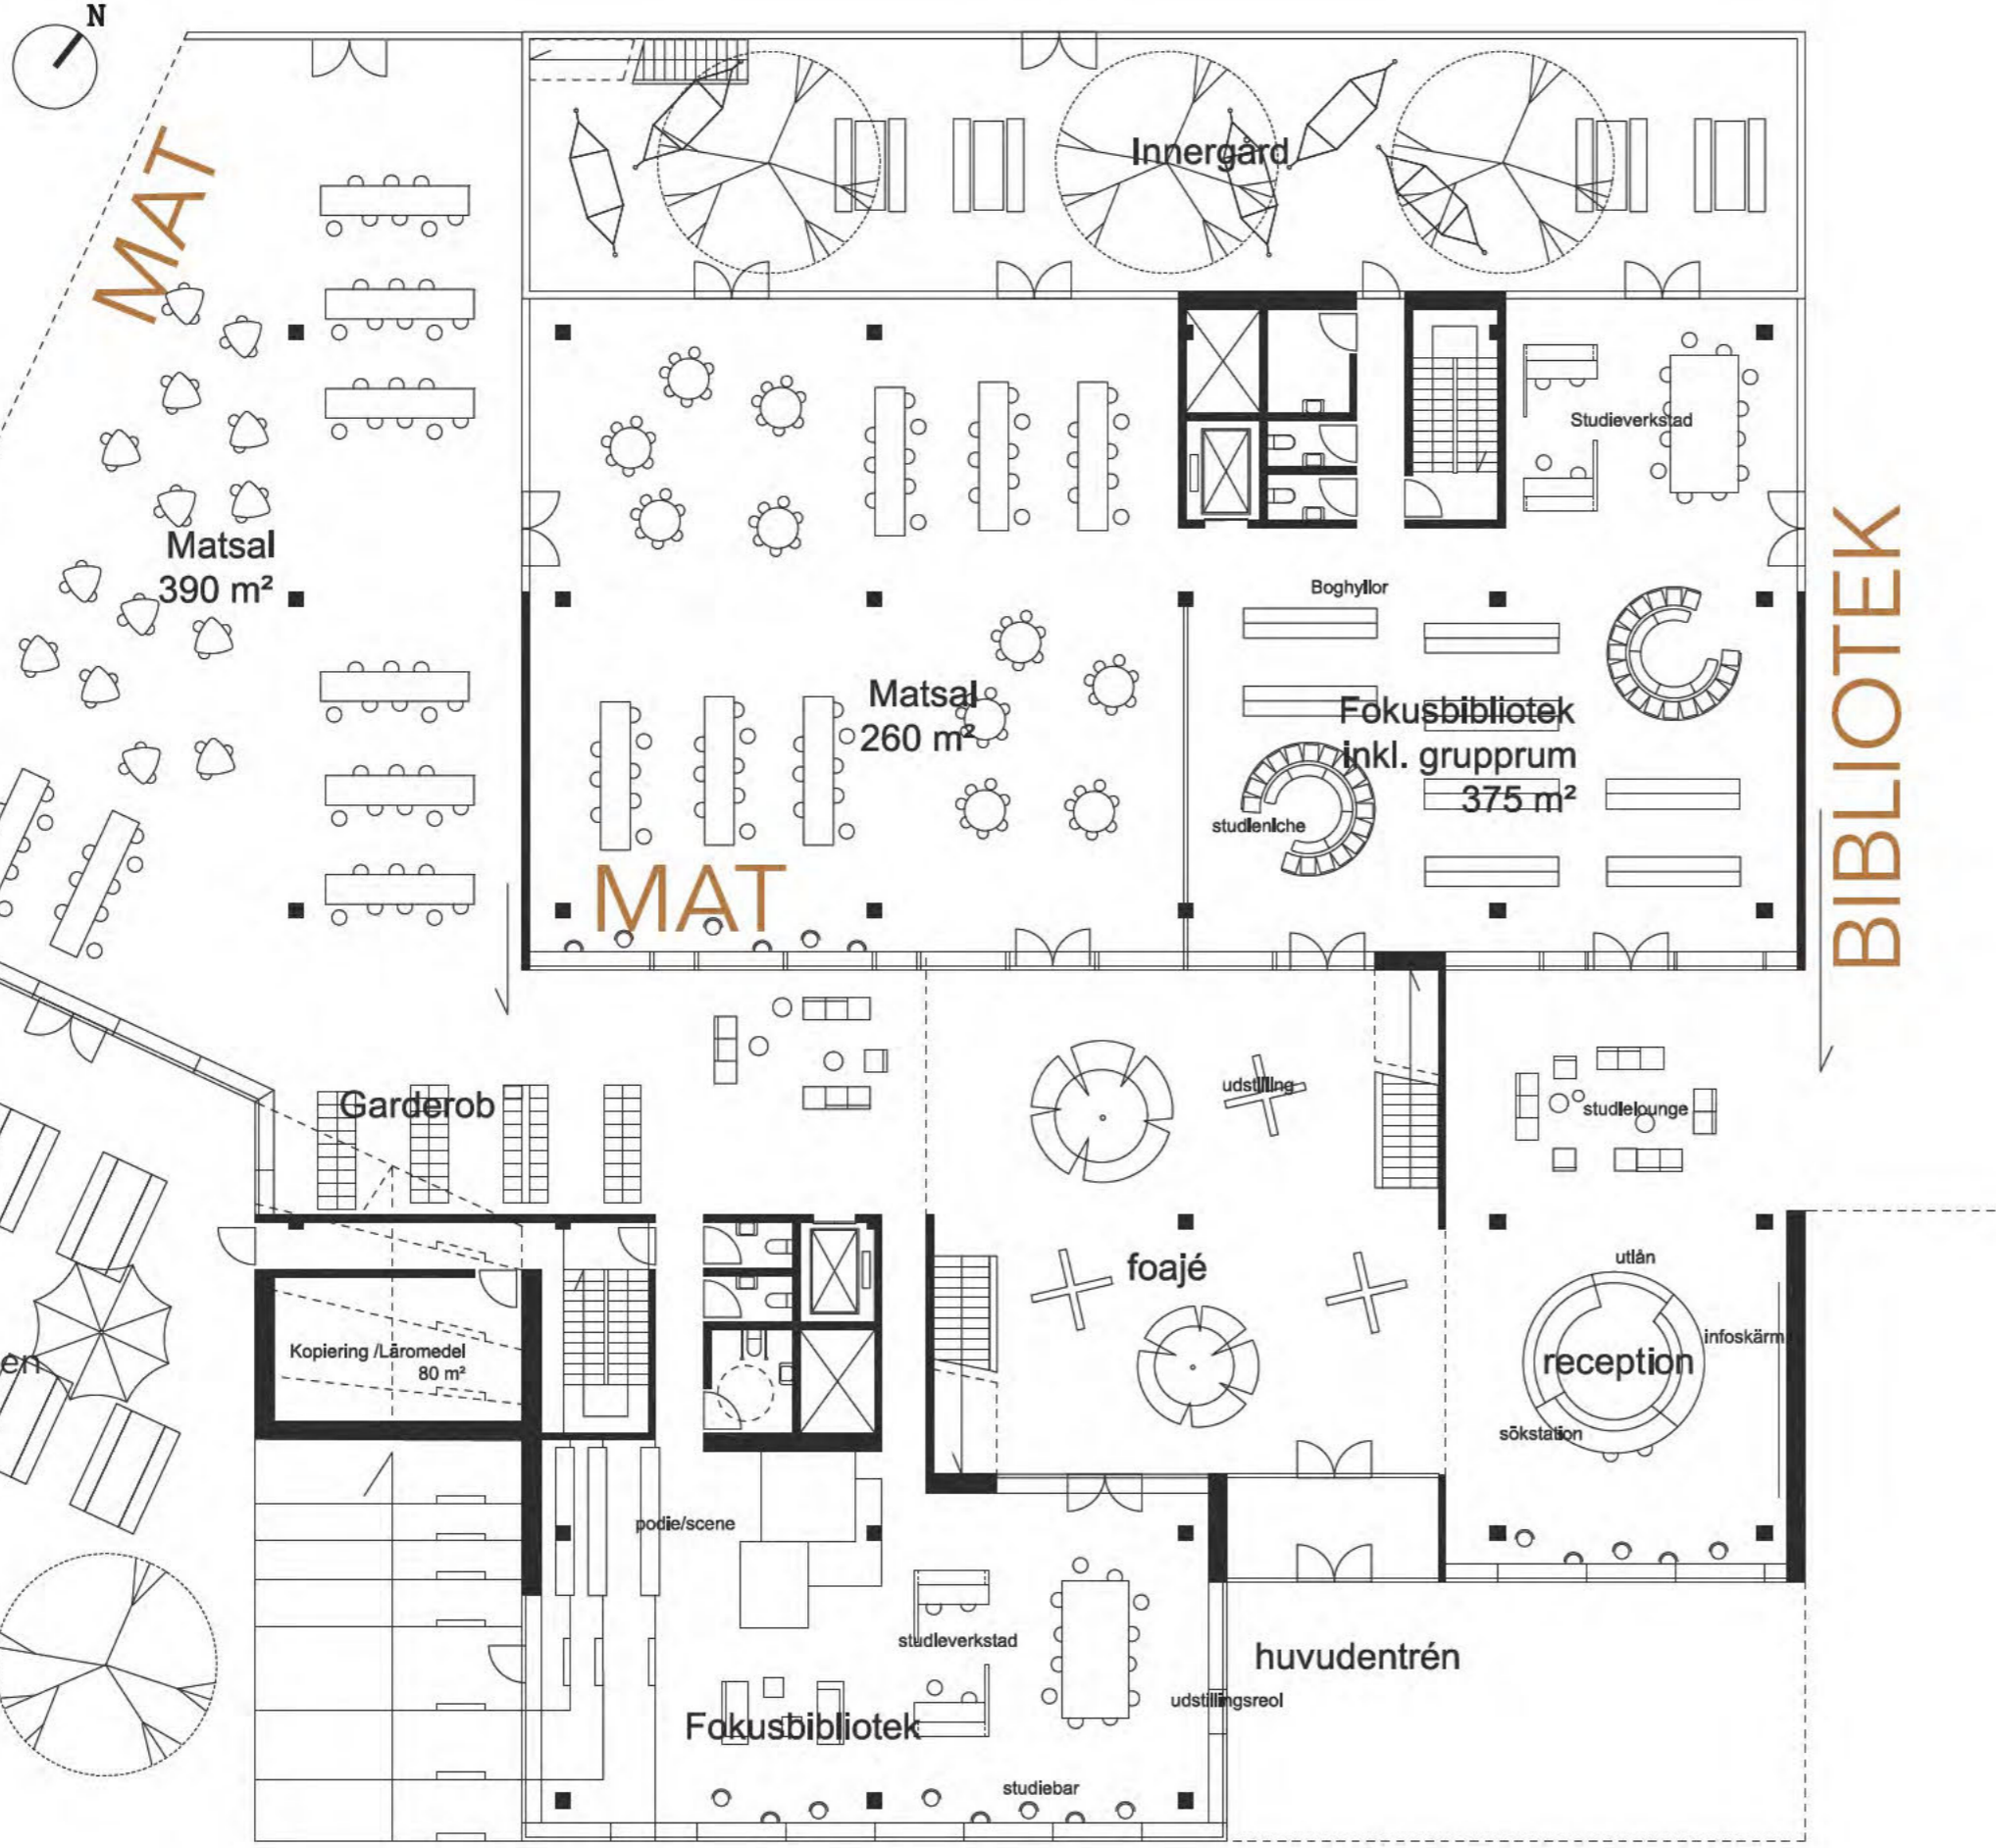 N
MAT
Innergård
Studieverkstad
Matsal
390 m²
Boghyllor
BIBLIOTEK
Matsal
260 m²
Fokusbibliotek
inkl. grupprum
375 m²
studieniche
MAT
Garderob
udstilling
studielounge
foajé
utlån
Kopiering /Läromedel
80 m²
en
infoskärm
reception
sökstation
podie/scene
studieverkstad
huvudentrén
udstillingsreol
Fokusbibliotek
studiebar